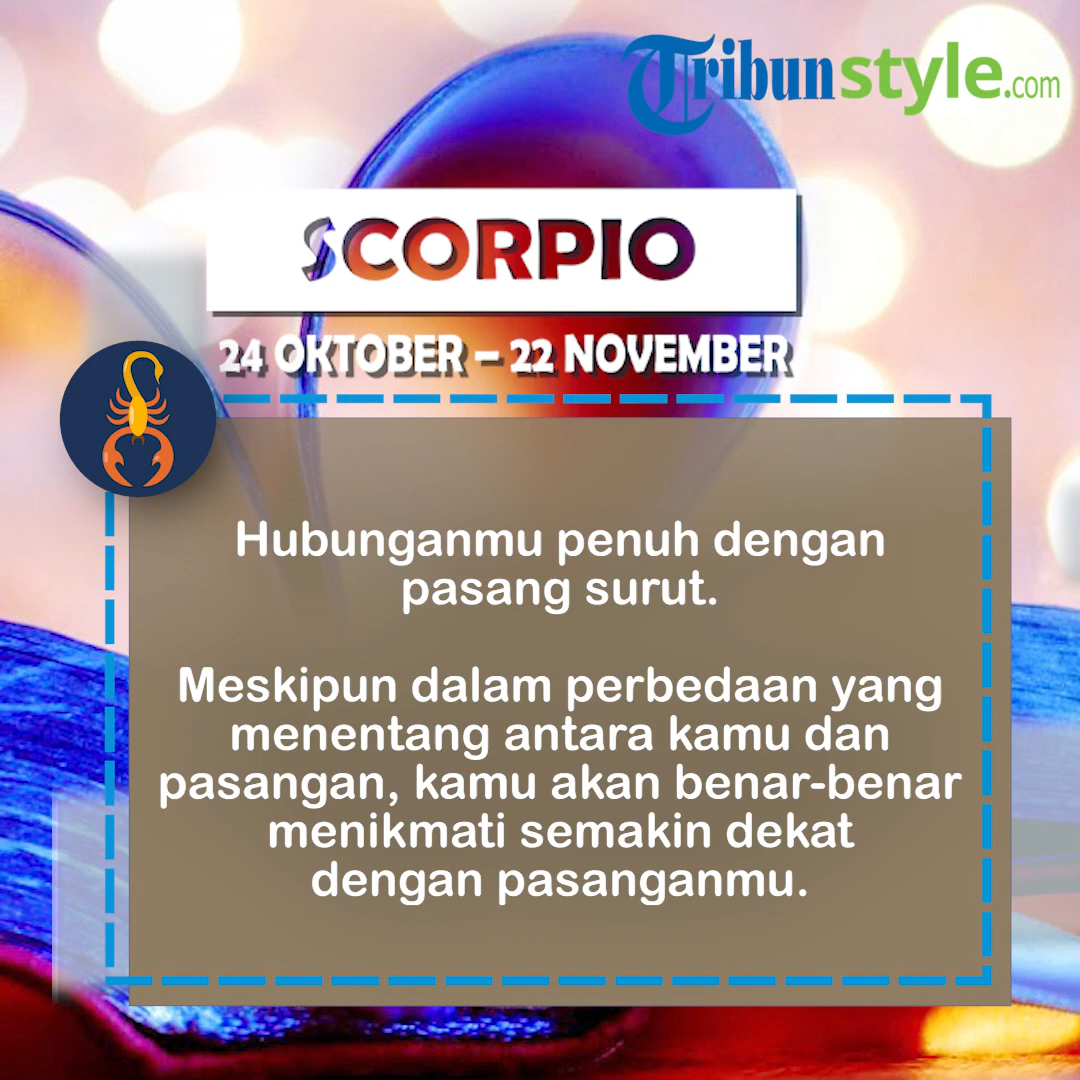 Tribunstyle.com
SCORPIO
24 OKTOBER – 22 NOVEMBER
Hubunganmu penuh dengan
pasang surut.
Meskipun dalam perbedaan yang
menentang antara kamu dan
pasangan, kamu akan benar-benar
menikmati semakin dekat
dengan pasanganmu.